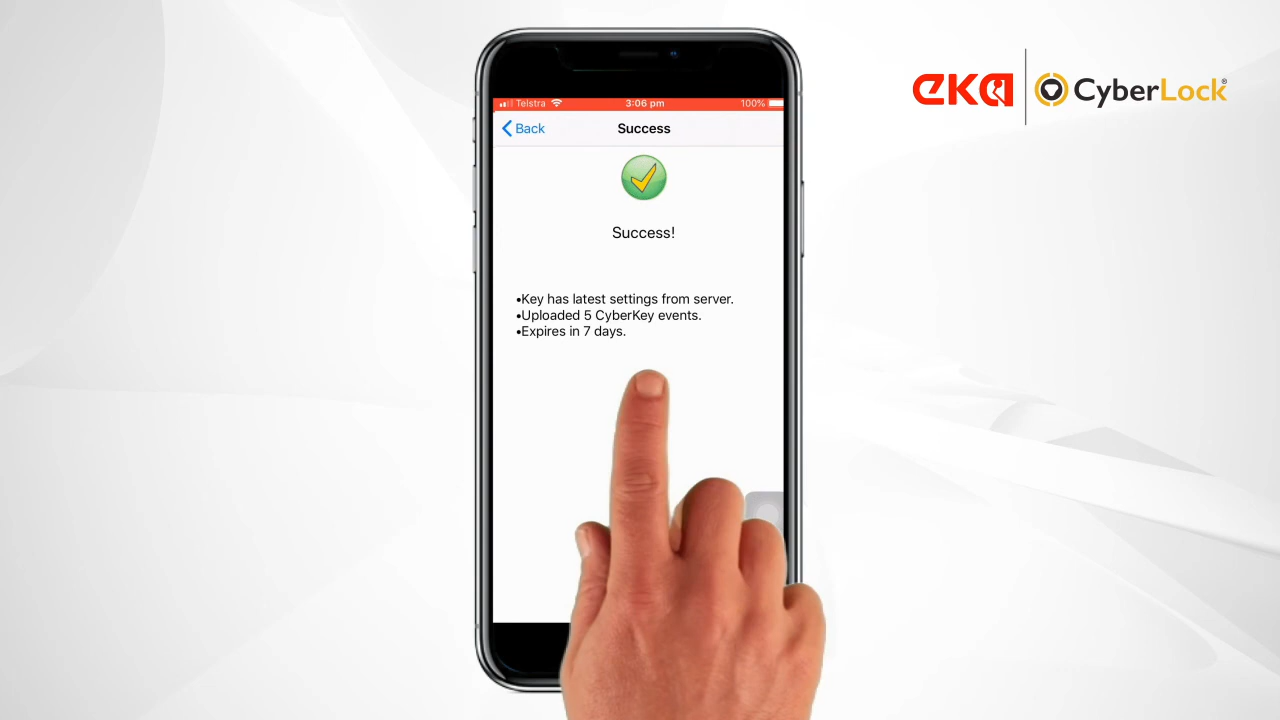 Telstra 3:06 pm 100%
Back Success
Success!
•Key has latest settings from server.
•Uploaded 5 CyberKey events.
•Expires in 7 days.
eKa CyberLock®